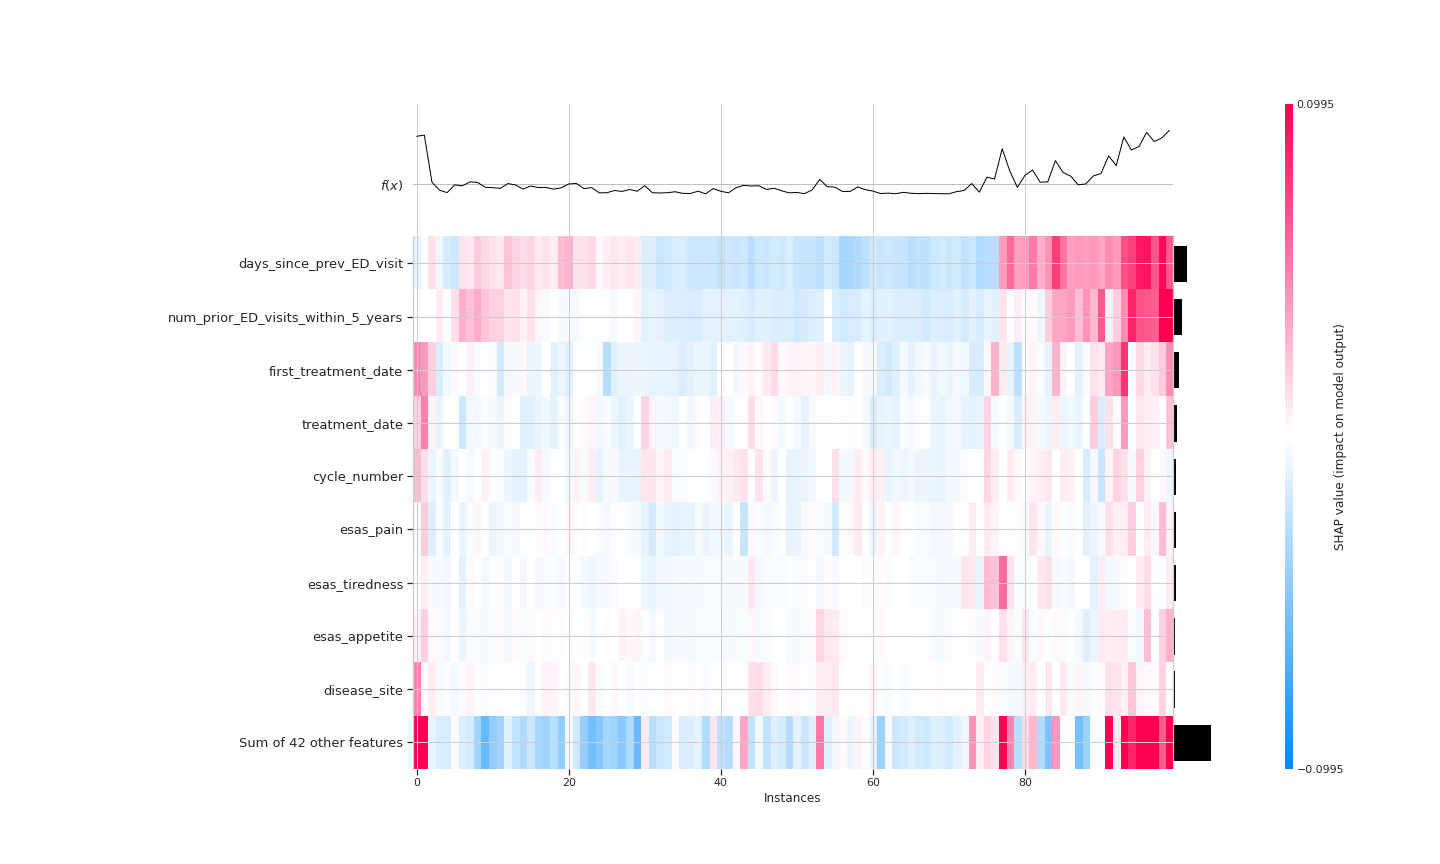 0.0995
f(x)
days_since_prev_ED_visit
num_prior_ED_visits_within_5_years
first_treatment_date
treatment_date
cycle_number
esas_pain
esas_tiredness
esas_appetite
disease_site
Sum of 42 other features
0 20 40 60 80
Instances
SHAP value (impact on model output)
−0.0995